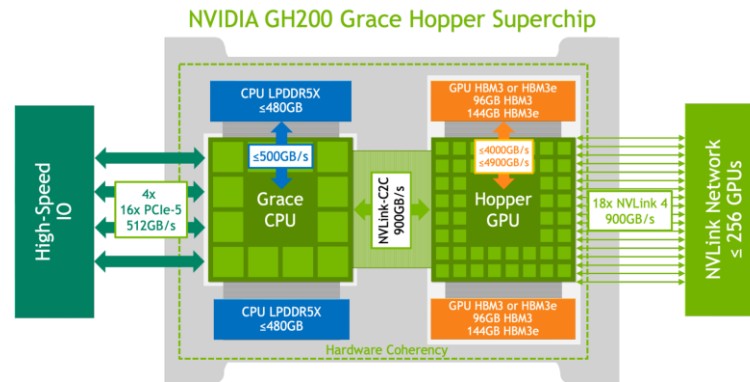 NVIDIA GH200 Grace Hopper Superchip
High-Speed
IO
4x
16x PCIe-5
512GB/s
CPU LPDDR5X
≤480GB
≤500GB/s
Grace
CPU
CPU LPDDR5X
≤480GB
NVLink-C2C
900GB/s
GPU HBM3 or HBM3e
96GB HBM3
144GB HBM3e
≤4000GB/s
≤4900GB/s
Hopper
GPU
GPU HBM3 or HBM3e
96GB HBM3
144GB HBM3e
18x NVLink 4
900GB/s
NVLink Network
≤ 256 GPUs
Hardware Coherency